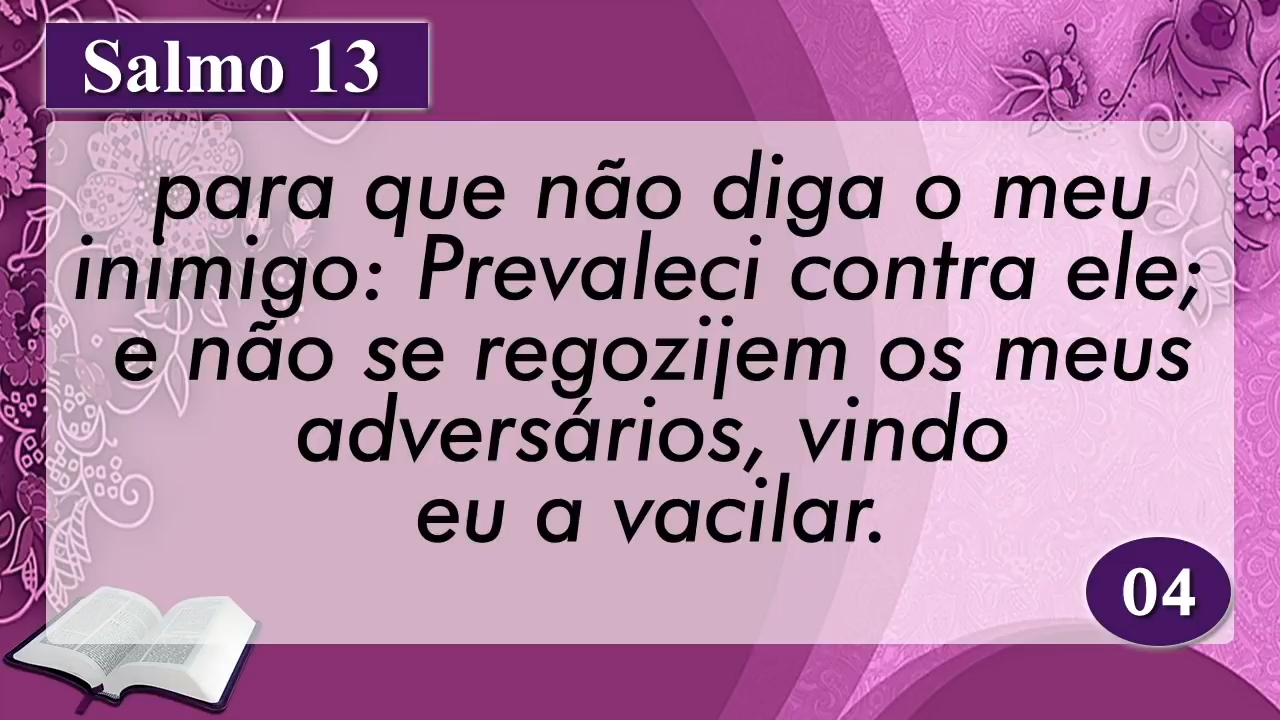 Salmo 13
para que não diga o meu
inimigo: Prevaleci contra ele;
e não se regozijem os meus
adversários, vindo
eu a vacilar.
04